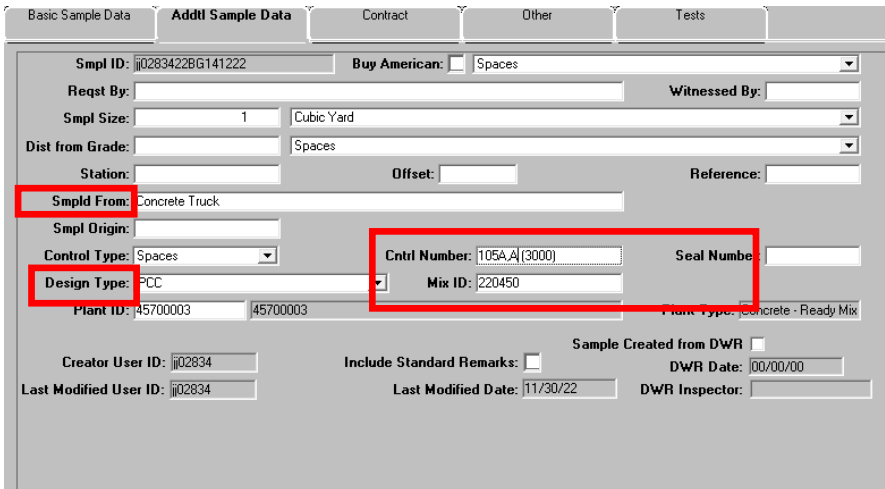 Basic Sample Data Addtl Sample Data Contract Other Tests
Smpl ID: jj0283422BG141222 Buy American: Spaces
Reqst By: Witnessed By:
Smpl Size: 1 Cubic Yard
Dist from Grade: Spaces
Station: Offset: Reference:
Smpld From: Concrete Truck
Smpl Origin:
Control Type: Spaces Cntrl Number: 105A,A(3000) Seal Number
Design Type: PCC Mix ID: 220450
Plant ID: 45700003 45700003 Plant Type: Concrete - Ready Mix
Sample Created from DWR
Creator User ID: jj02834 Include Standard Remarks: DWR Date: 00/00/00
Last Modified User ID: jj02834 Last Modified Date: 11/30/22 DWR Inspector: